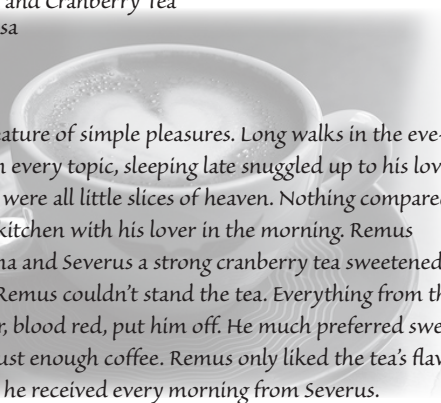 and Cranberry Tea
sa
ature of simple pleasures. Long walks in the eve-
n every topic, sleeping late snuggled up to his lov
were all little slices of heaven. Nothing compared
kitchen with his lover in the morning. Remus
na and Severus a strong cranberry tea sweetened
Remus couldn't stand the tea. Everything from th
r, blood red, put him off. He much preferred swe
ust enough coffee. Remus only liked the tea's flav
he received every morning from Severus.